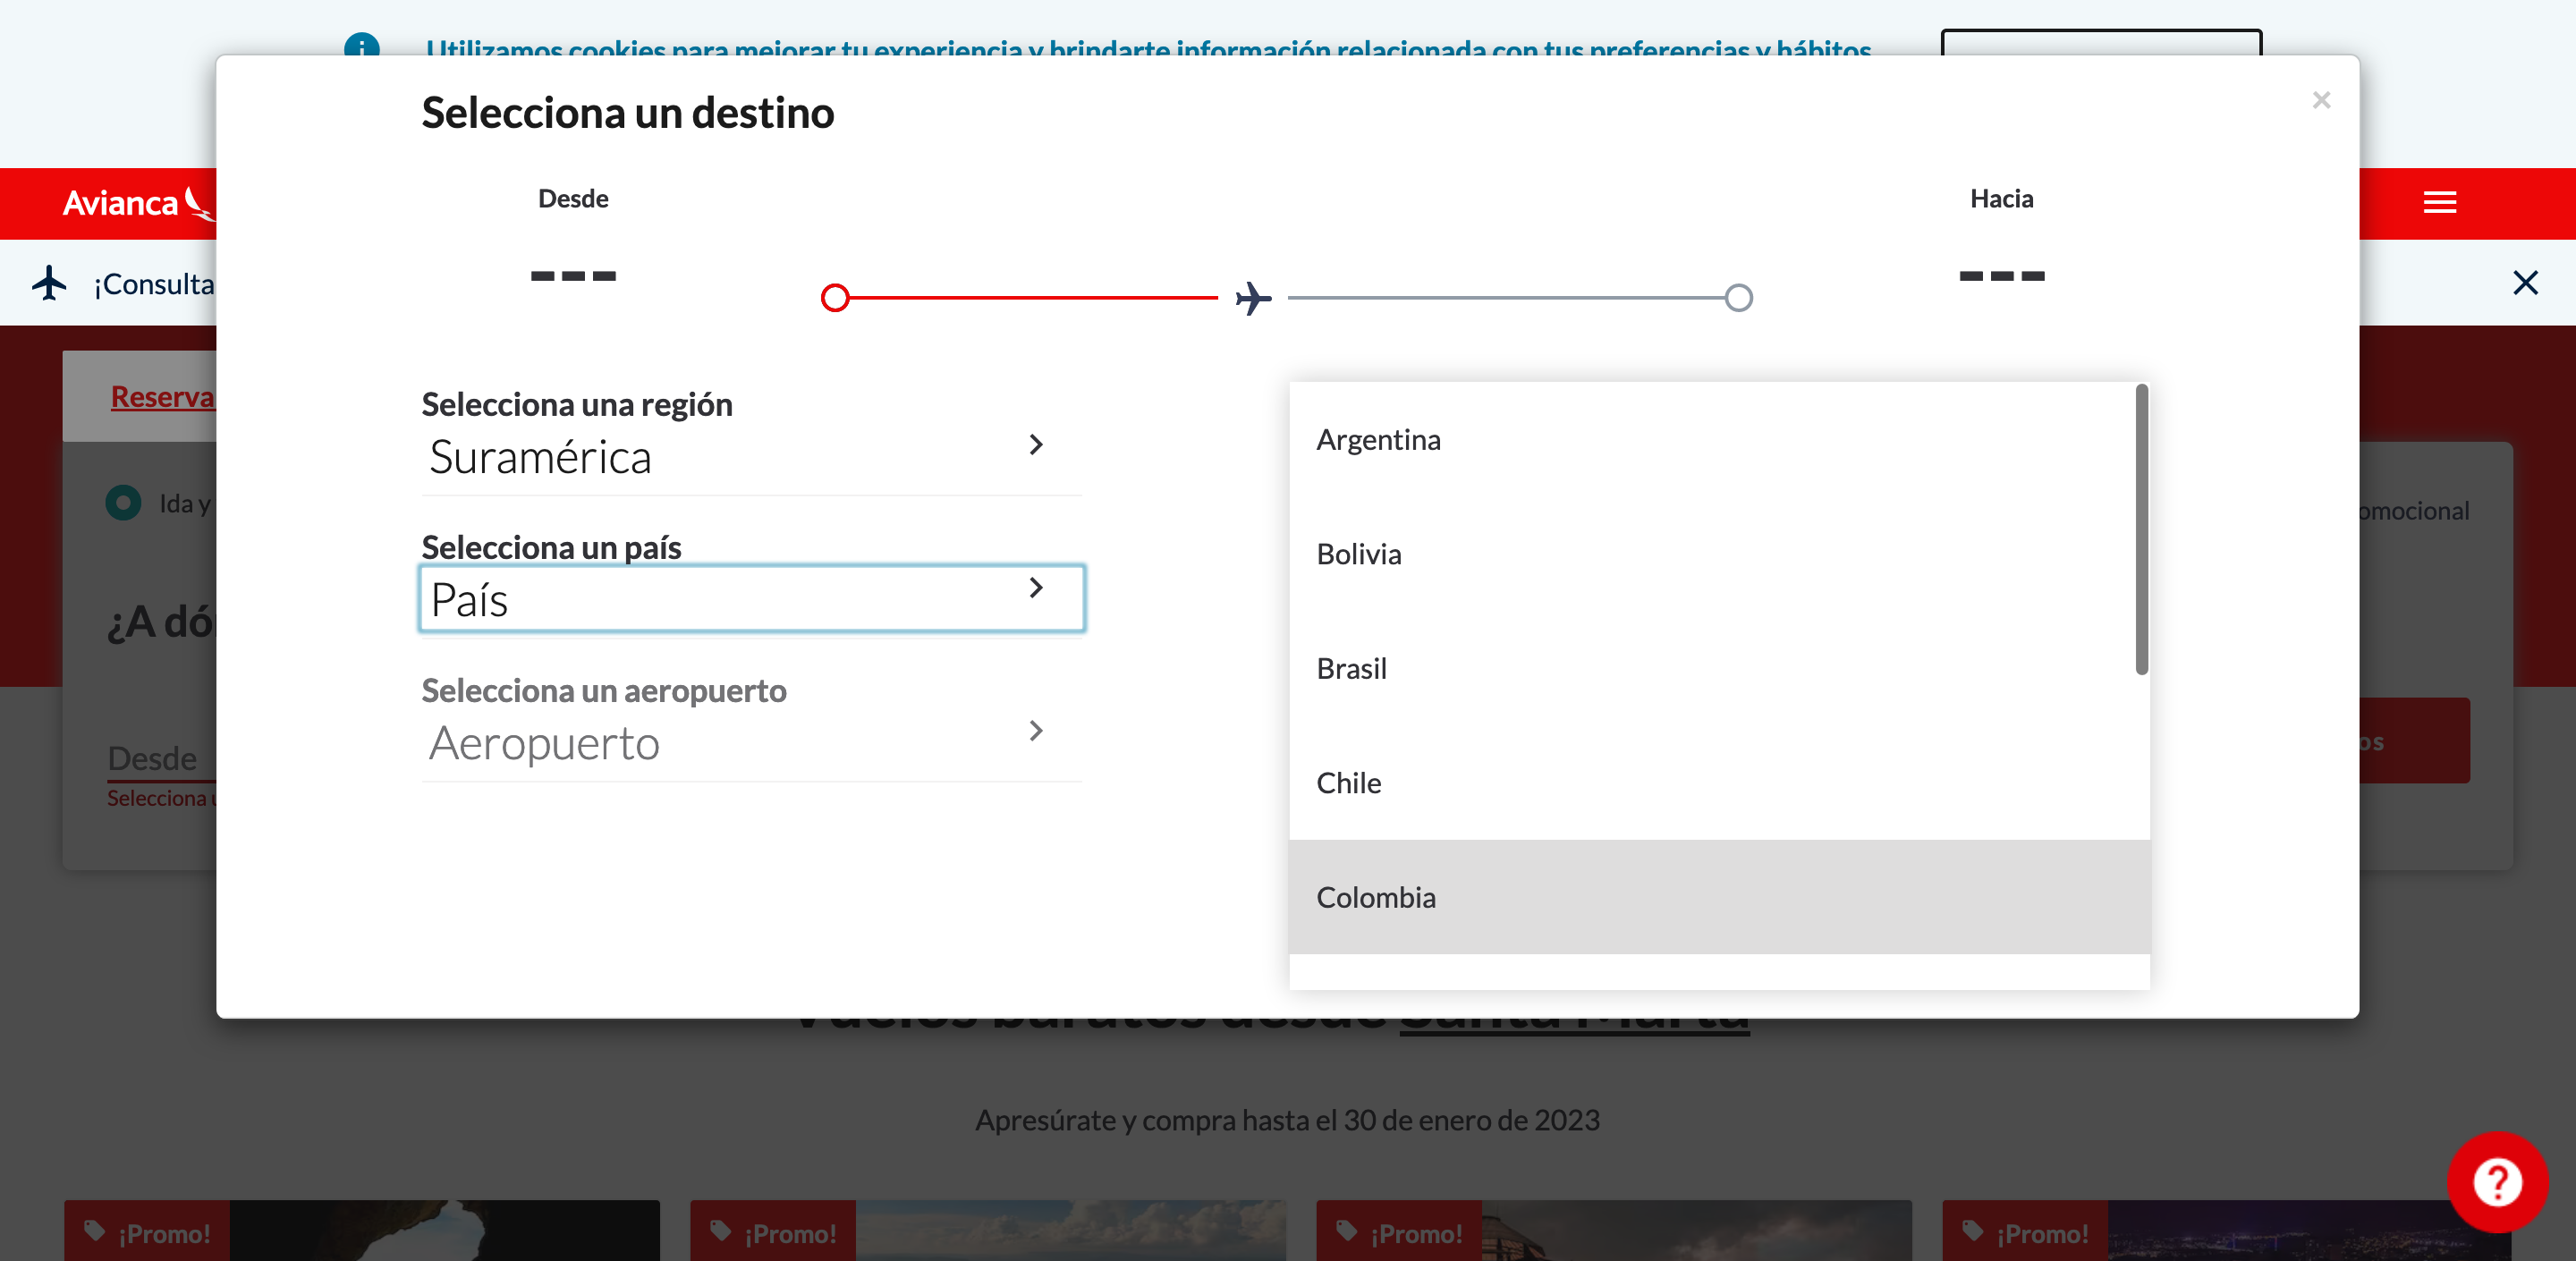 Utilizamos cookies para mejorar tu experiencia y brindarte información relacionada con tus preferencias y hábitos
Selecciona un destino
×
Avianca
Desde
Hacia
¡Consulta
---
---
Reserva
Selecciona una región
Suramérica
Argentina
Ida y
omocional
Selecciona un país
País
Bolivia
¿A dó
Brasil
Selecciona un aeropuerto
Aeropuerto
Desde
os
Selecciona
Chile
Colombia
Vuelos baratos desde Santa Marta
Apresúrate y compra hasta el 30 de enero de 2023
¡Promo!
¡Promo!
¡Promo!
¡Promo!
?